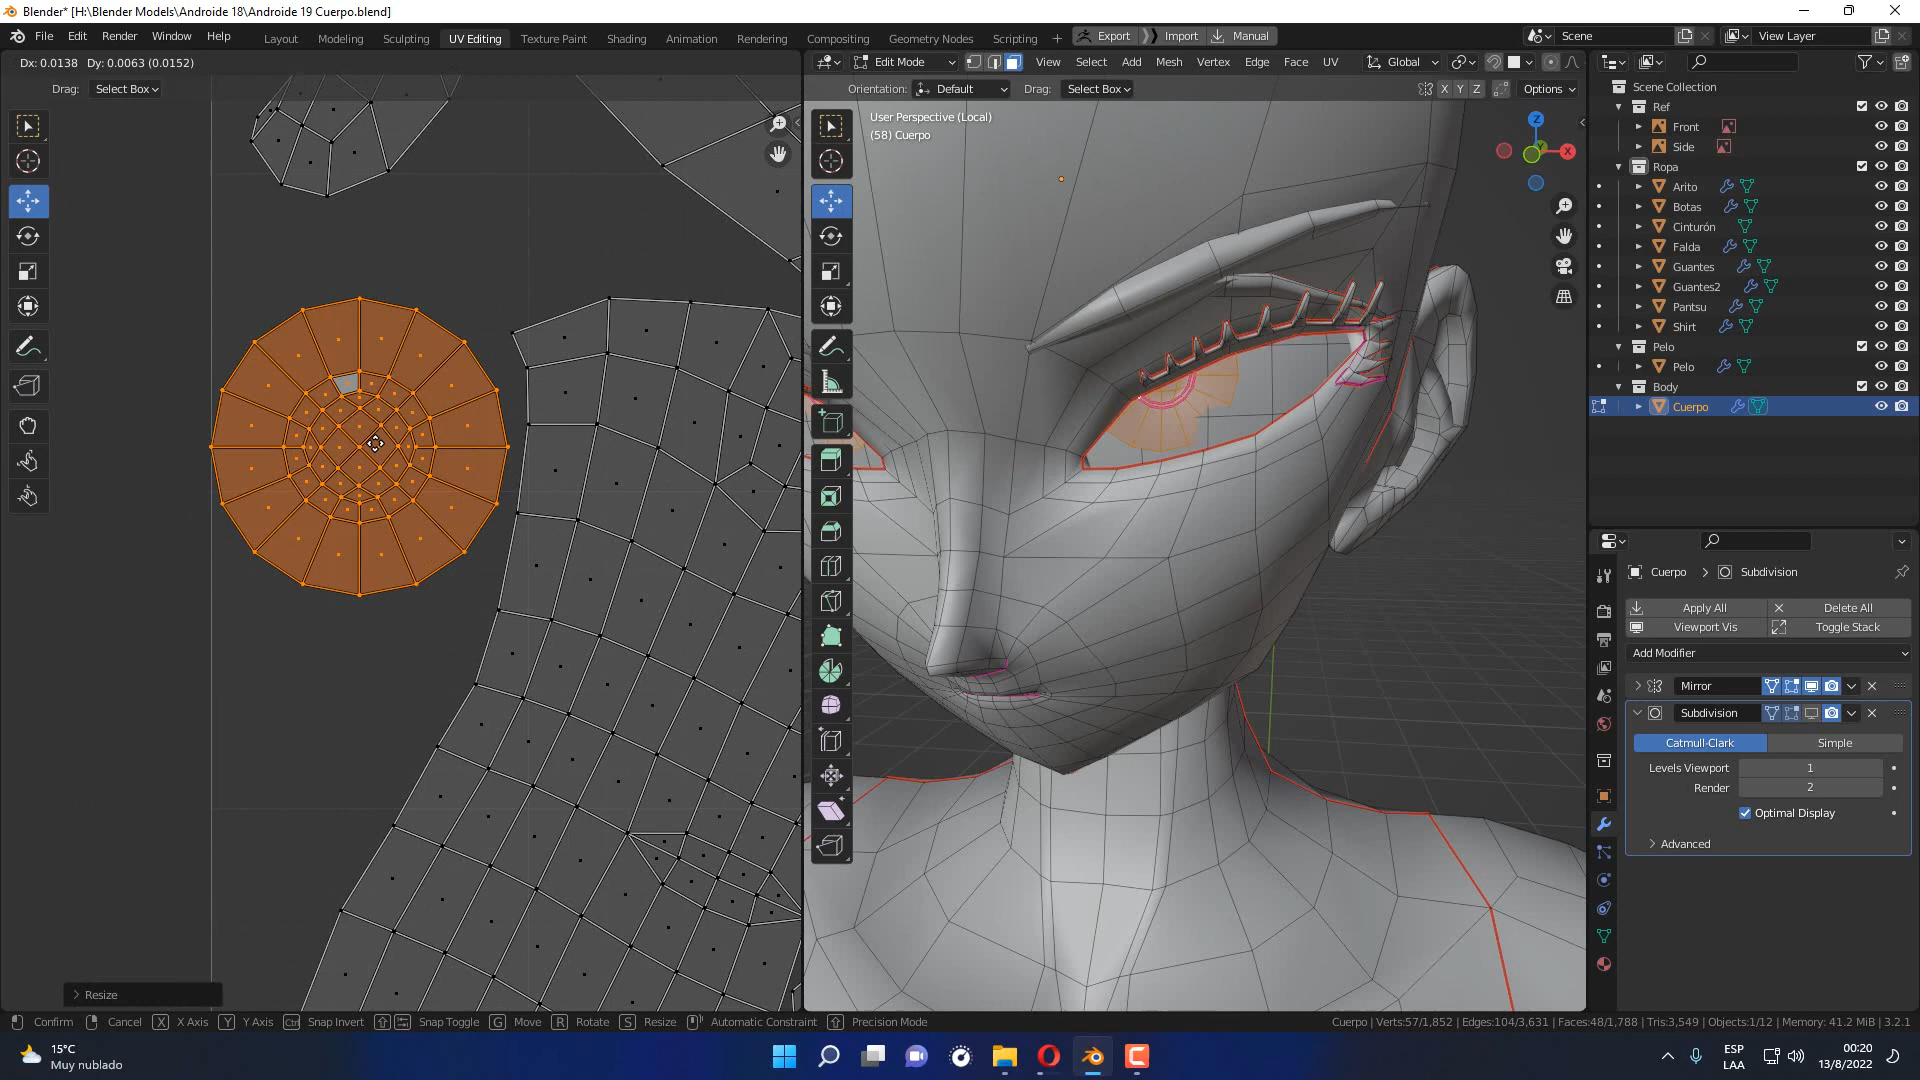 Blender* [H:\Blender Models\Androide 18\Androide 19 Cuerpo.blend]
File Edit Render Window Help Layout Modeling Sculpting UV Editing Texture Paint Shading Animation Rendering Compositing Geometry Nodes Scripting + Export Import Manual Scene View Layer
Dx: 0.0138 Dy: 0.0063 (0.0152)
Edit Mode View Select Add Mesh Vertex Edge Face UV Global
Drag: Select Box
Orientation: Default Drag: Select Box X Y Z Options
User Perspective (Local)
(58) Cuerpo
Z
X
Y
Scene Collection
Ref
Front
Side
Ropa
Arito
Botas
Cinturón
Falda
Guantes
Guantes2
Pantsu
Shirt
Pelo
Pelo
Body
Cuerpo
Cuerpo > Subdivision
Apply All Delete All
Viewport Vis Toggle Stack
Add Modifier
Mirror
Subdivision
Catmull-Clark Simple
Levels Viewport 1
Render 2
Optimal Display
Advanced
Resize
Confirm Cancel X X Axis Y Y Axis Ctrl Snap Invert Snap Toggle G Move R Rotate S Resize Automatic Constraint Precision Mode
Cuerpo | Verts:57/1,852 | Edges:104/3,631 | Faces:48/1,788 | Tris:3,549 | Objects:1/12 | Memory: 41.2 MiB | 3.2.1
15°C
Muy nublado
ESP
LAA
00:20
13/8/2022